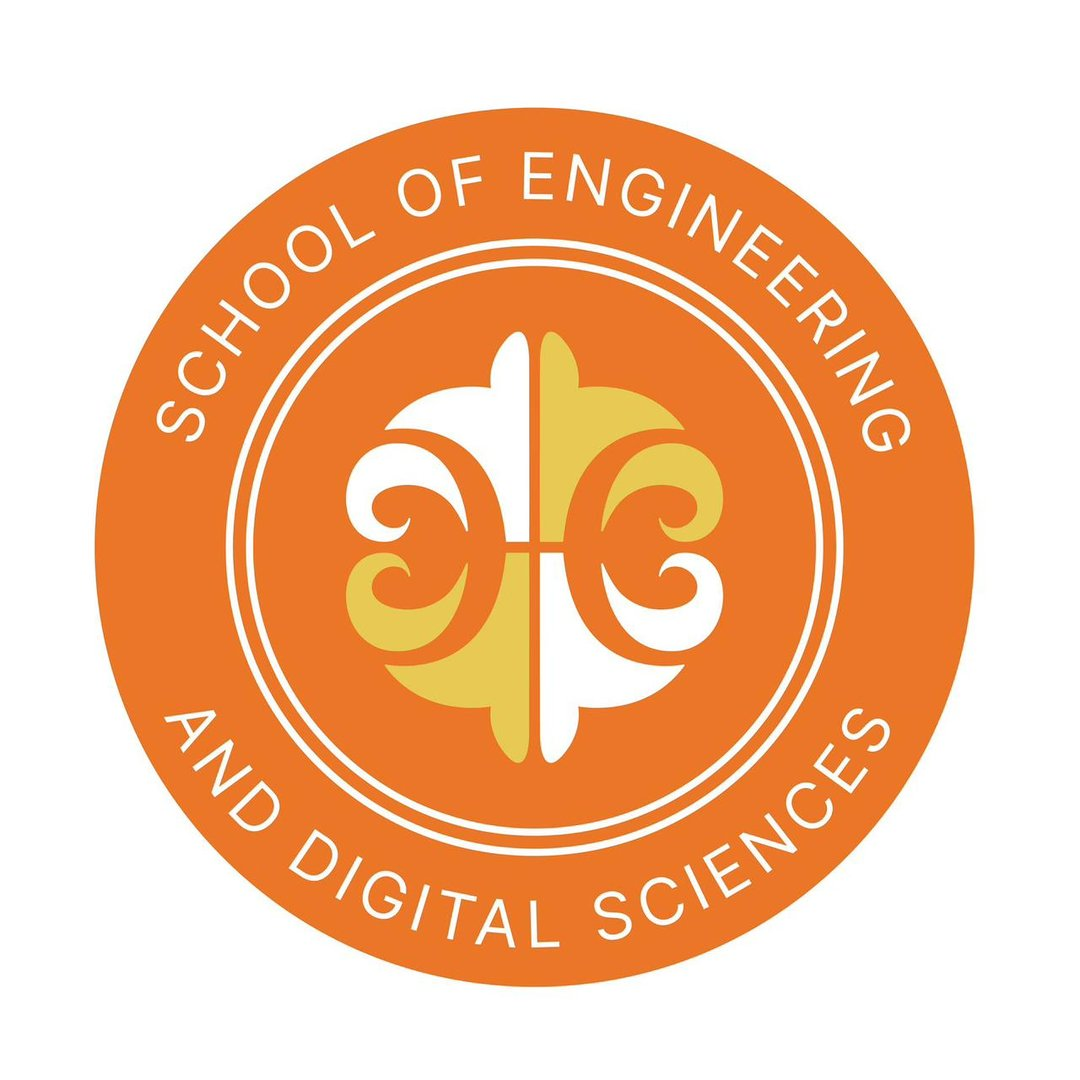 SCHOOL OF ENGINEERING
AND DIGITAL SCIENCES